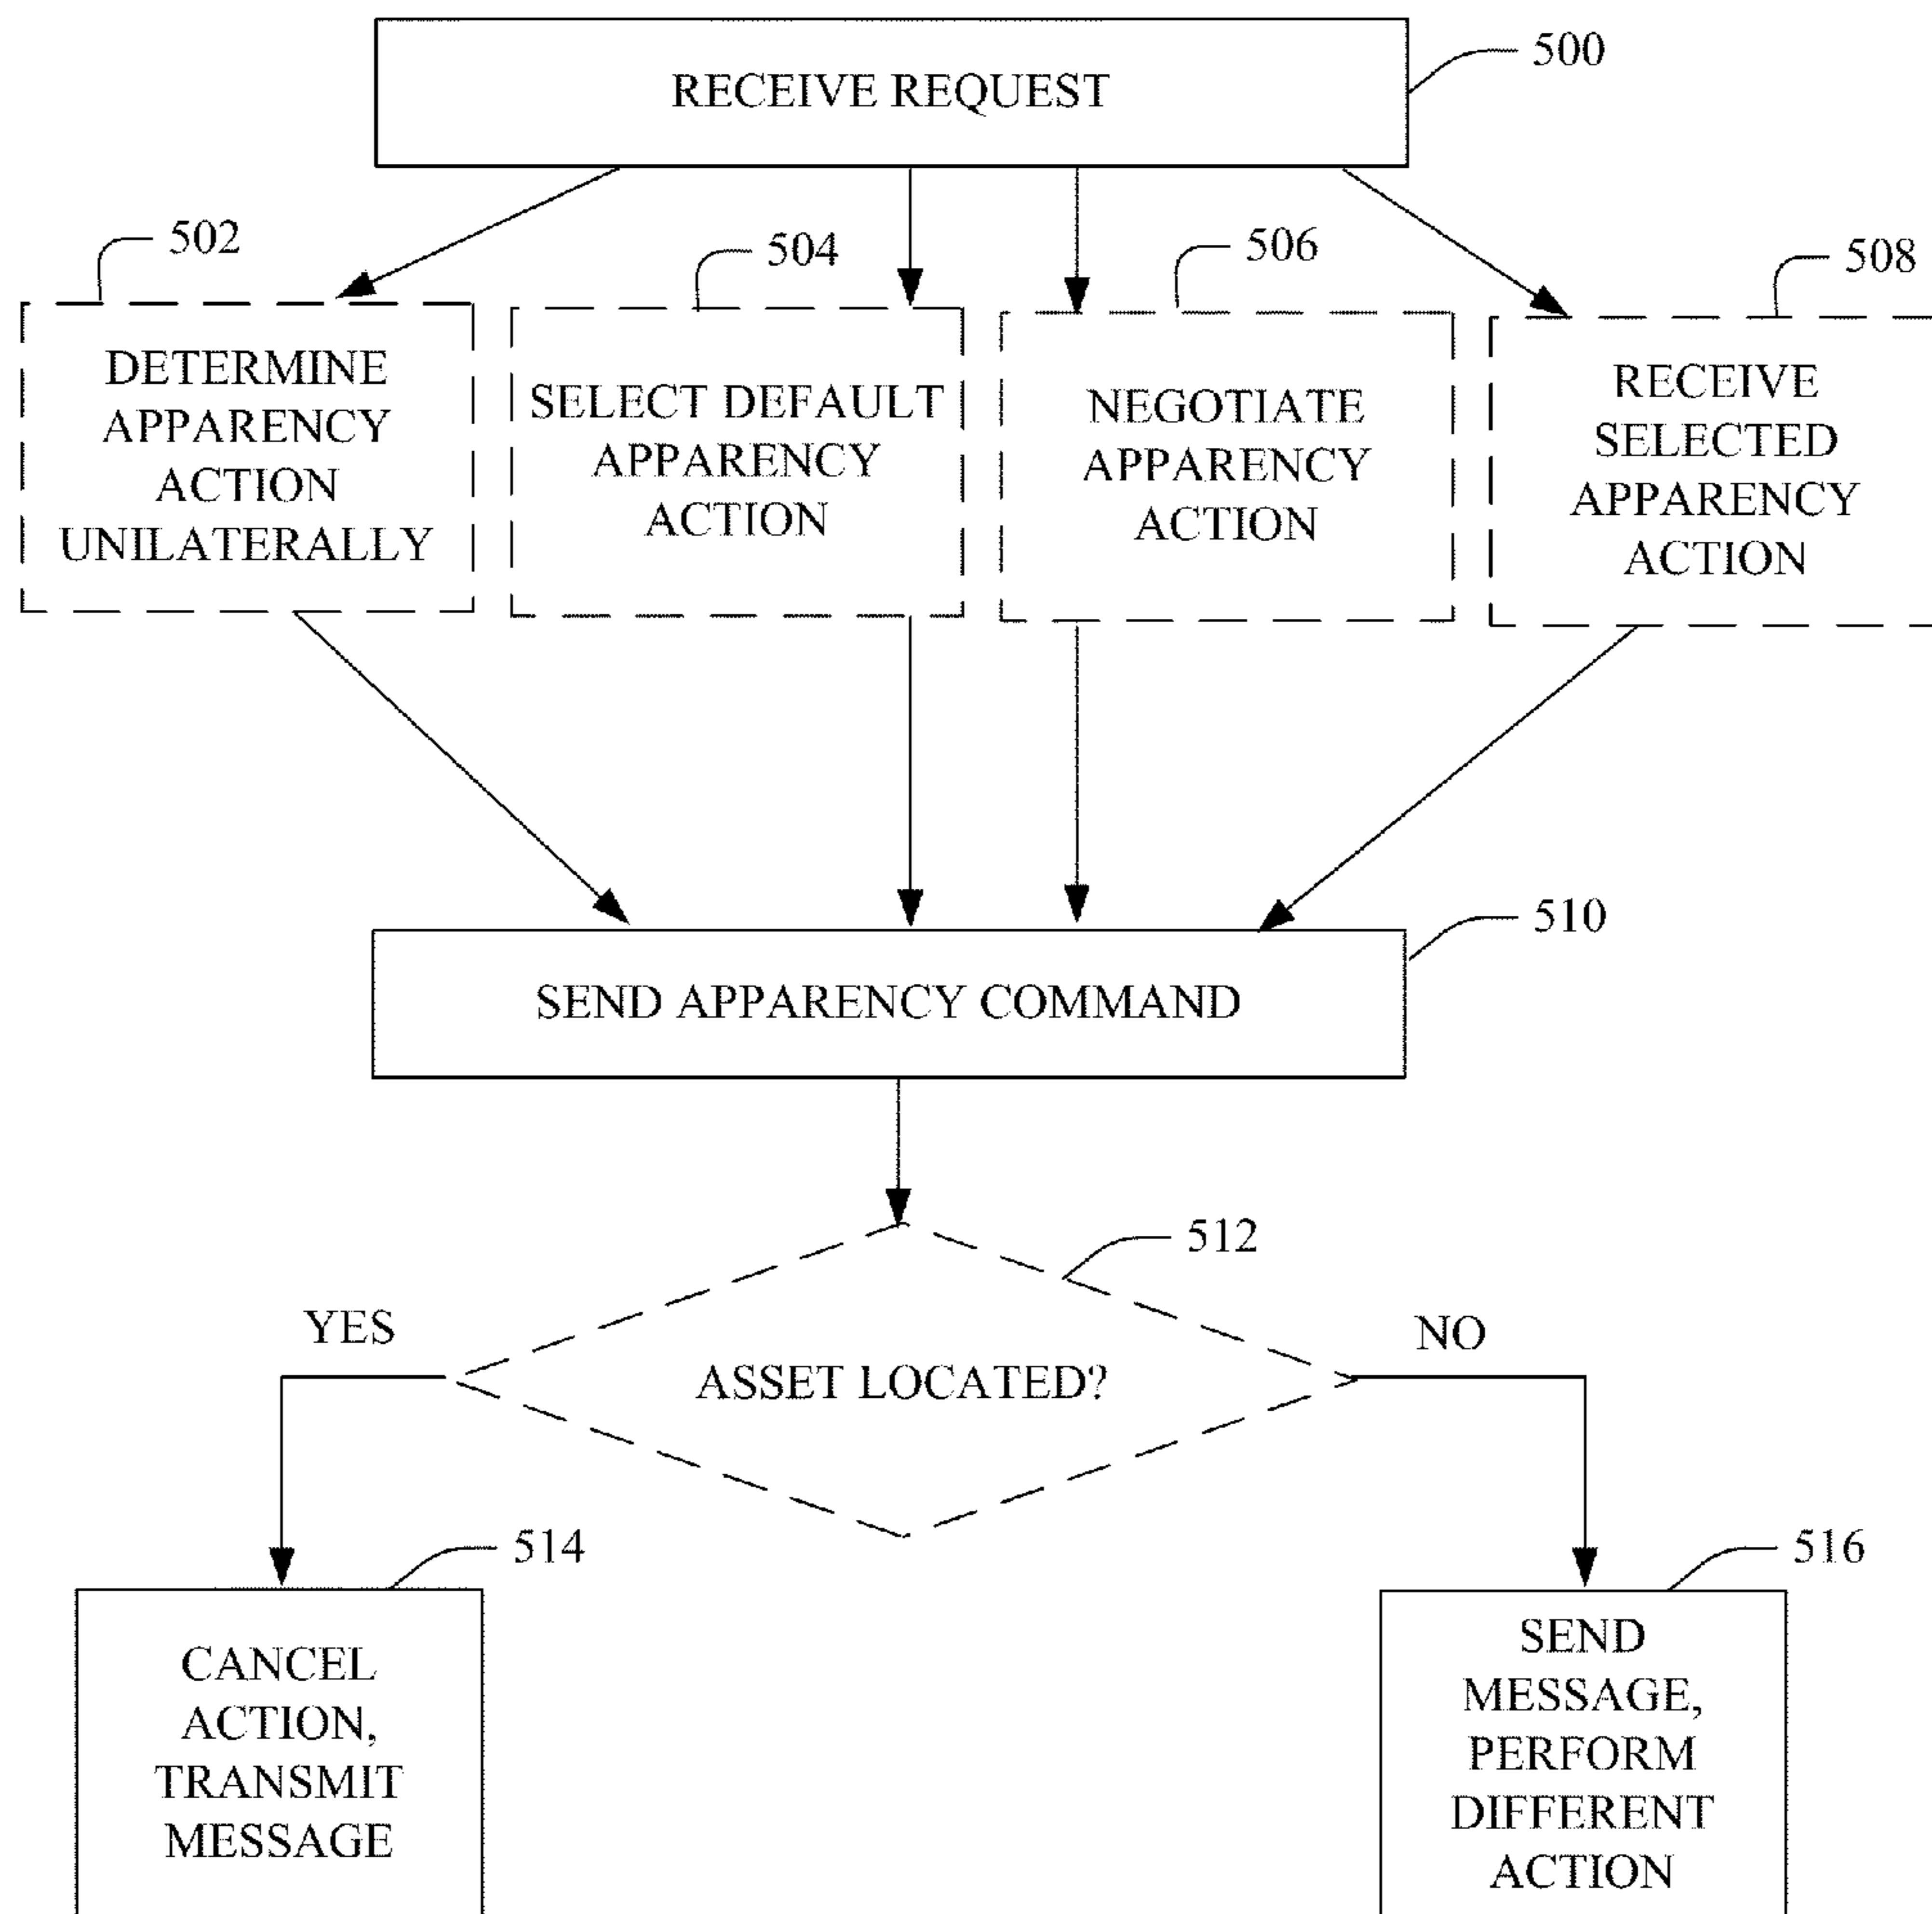 RECEIVE REQUEST
500
502
504
506
508
DETERMINE
APPARENCY
ACTION
UNILATERALLY
SELECT DEFAULT
APPARENCY
ACTION
NEGOTIATE
APPARENCY
ACTION
RECEIVE
SELECTED
APPARENCY
ACTION
510
SEND APPARENCY COMMAND
512
YES
NO
ASSET LOCATED?
514
516
CANCEL
ACTION,
TRANSMIT
MESSAGE
SEND
MESSAGE,
PERFORM
DIFFERENT
ACTION